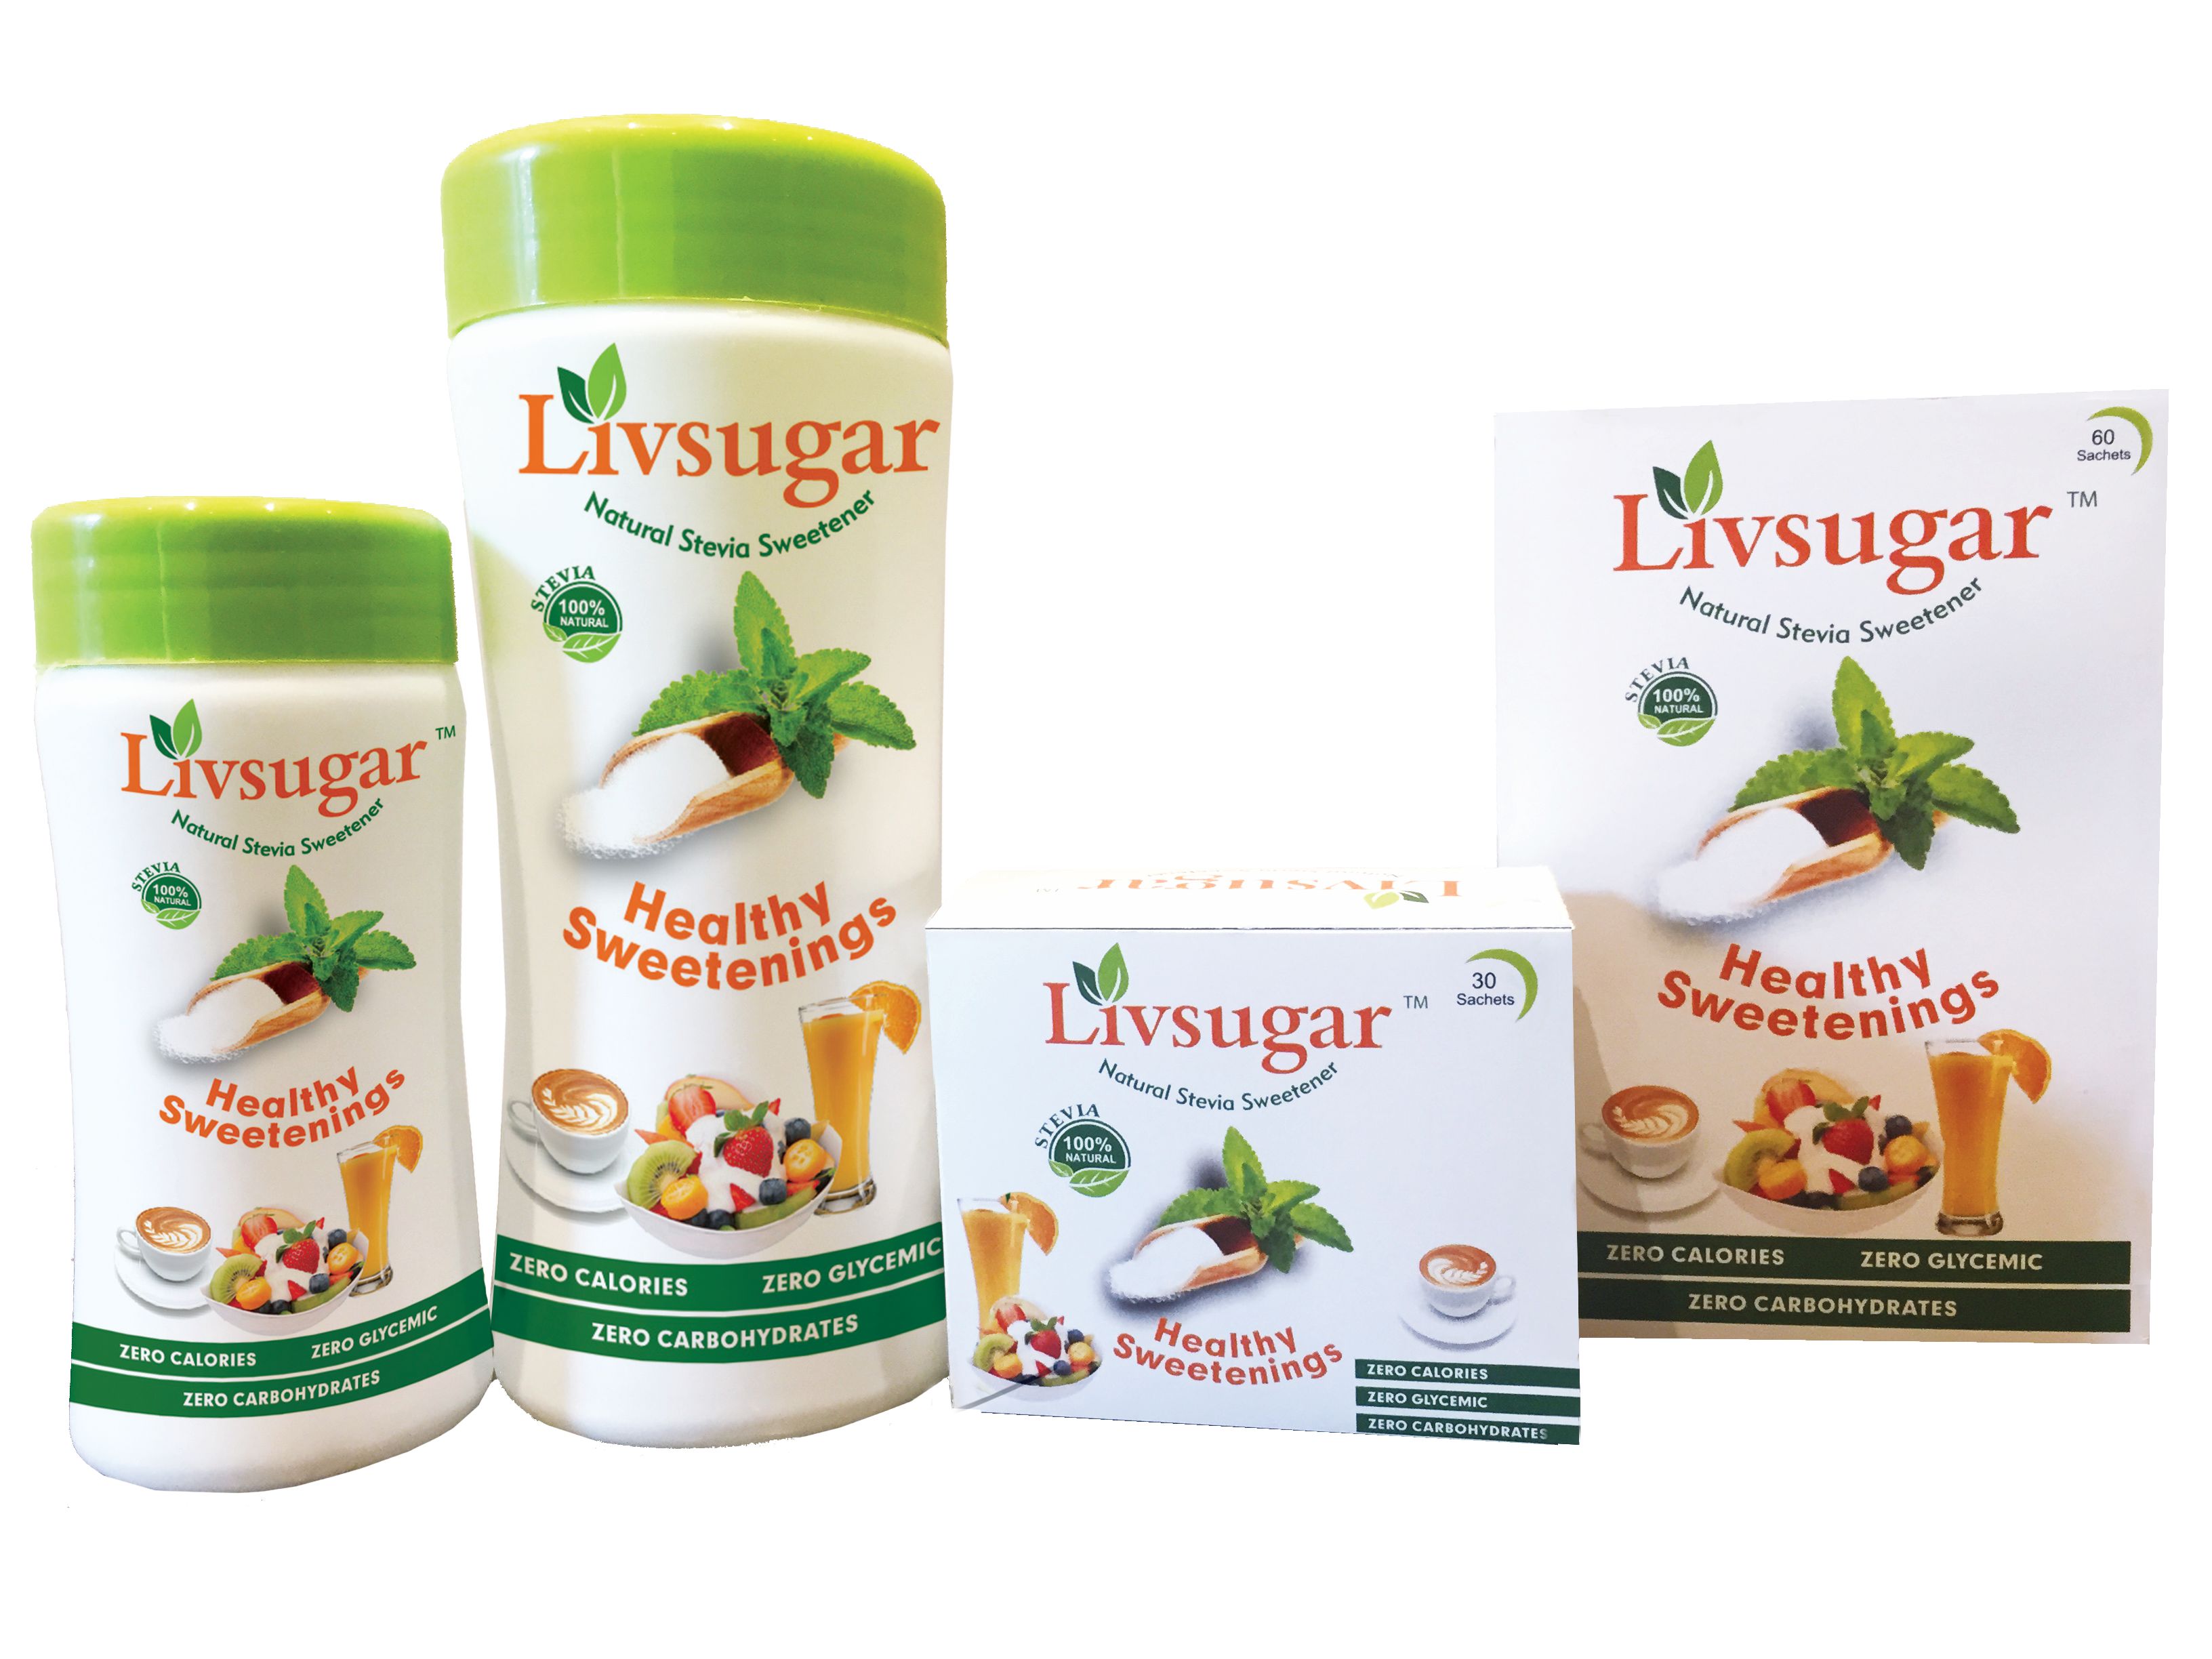 Livsugar
TM
Natural Stevia Sweetener
STEVIA
100%
NATURAL
Healthy
Sweetenings
ZERO CALORIES ZERO GLYCEMIC
ZERO CARBOHYDRATES
Livsugar
Natural Stevia Sweetener
STEVIA
100%
NATURAL
Healthy
Sweetenings
ZERO CALORIES ZERO GLYCEMIC
ZERO CARBOHYDRATES
Livsugar
30
Sachets
Livsugar
TM
Natural Stevia Sweetener
STEVIA
100%
NATURAL
Healthy
Sweetenings
ZERO CALORIES
ZERO GLYCEMIC
ZERO CARBOHYDRATES
60
Sachets
Livsugar
TM
Natural Stevia Sweetener
STEVIA
100%
NATURAL
Healthy
Sweetenings
ZERO CALORIES ZERO GLYCEMIC
ZERO CARBOHYDRATES